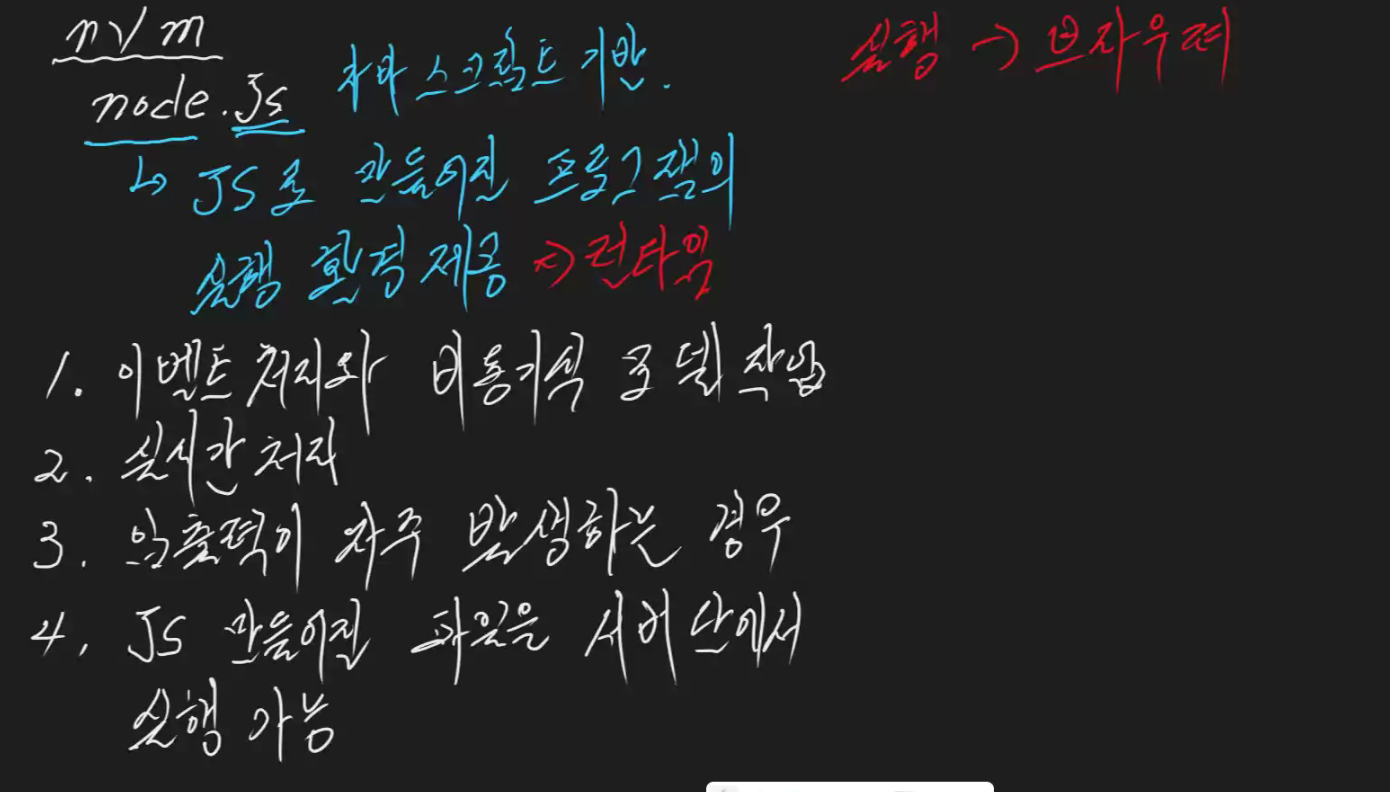 nvm
node.js 자바 스크립트 기반.
실행 → 브라우저
↳ JS로 만들어진 프로그램의
실행 환경 제공 → 런타임
1. 이벤트 처리와 비동기식 모델 작업
2. 실시간 처리
3. 입출력이 자주 발생하는 경우
4. JS 만들어진 파일을 서버단에서
실행 가능